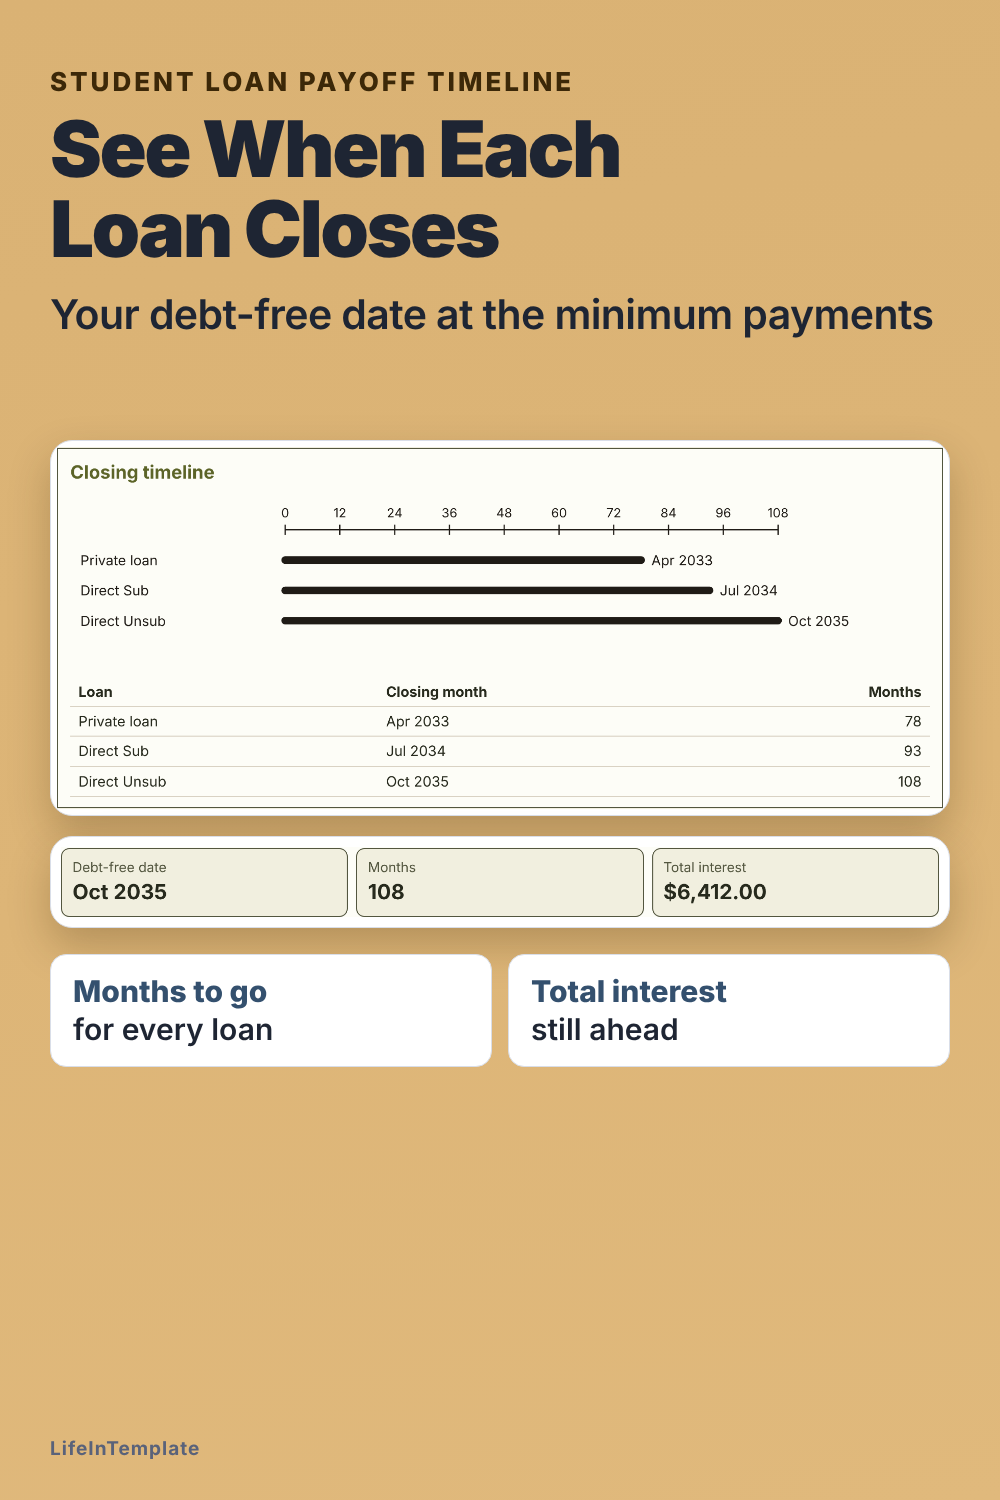 STUDENT LOAN PAYOFF TIMELINE
See When Each
Loan Closes
Your debt-free date at the minimum payments
Closing timeline
0 12 24 36 48 60 72 84 96 108
Private loan Apr 2033
Direct Sub Jul 2034
Direct Unsub Oct 2035
Loan Closing month Months
Private loan Apr 2033 78
Direct Sub Jul 2034 93
Direct Unsub Oct 2035 108
Debt-free date Months Total interest
Oct 2035 108 $6,412.00
Months to go
for every loan
Total interest
still ahead
LifeInTemplate